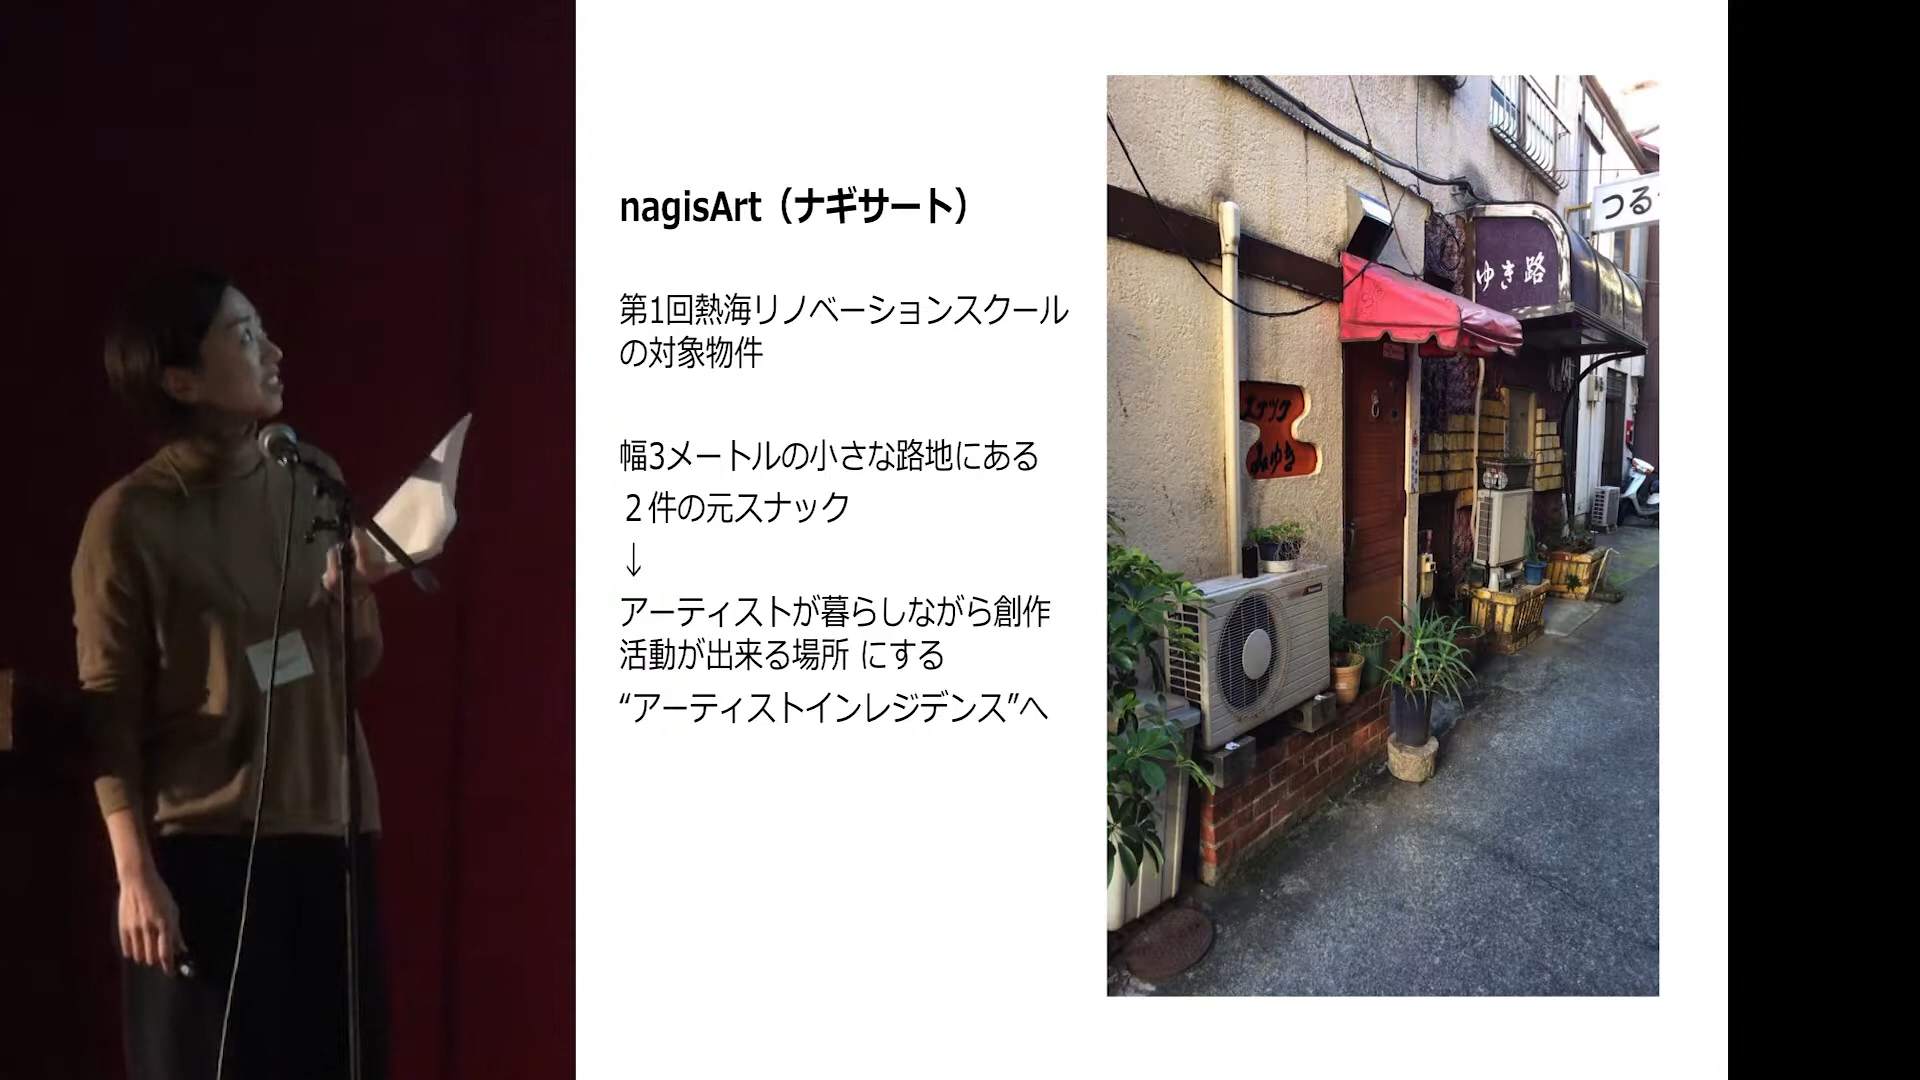 nagisArt（ナギサート）
第1回熱海リノベーションスクール
の対象物件
幅3メートルの小さな路地にある
２件の元スナック
↓
アーティストが暮らしながら創作
活動が出来る場所 にする
“アーティストインレジデンス”へ
つる
ゆき路
スナック
みゆき